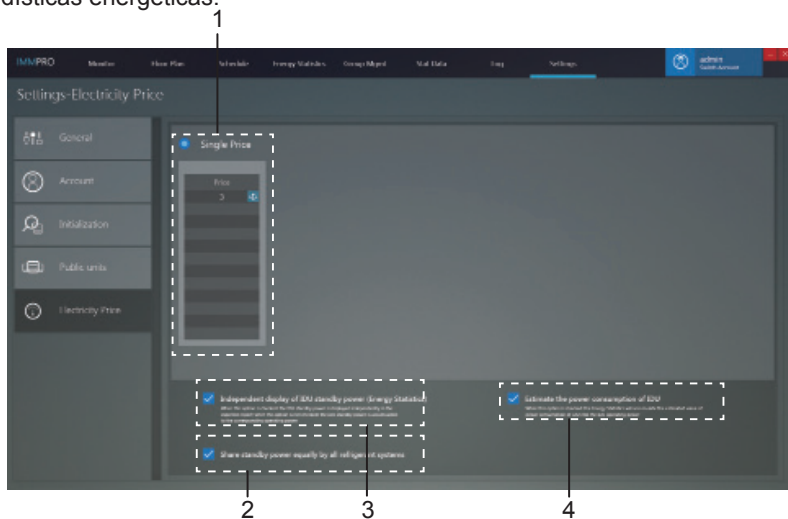 dísticas energéticas.
1
IMMPRO Monitor Floor Plan Schedule Energy Statistics Group Mgmt Stat Data Log Settings admin
Switch Account
Settings-Electricity Price
General
Account
Initialization
Public units
Electricity Price
Single Price
Price
Independent display of IDU standby power (Energy Statistics)
Estimate the power consumption of IDU
Share standby power equally by all refrigerant systems
2
3
4